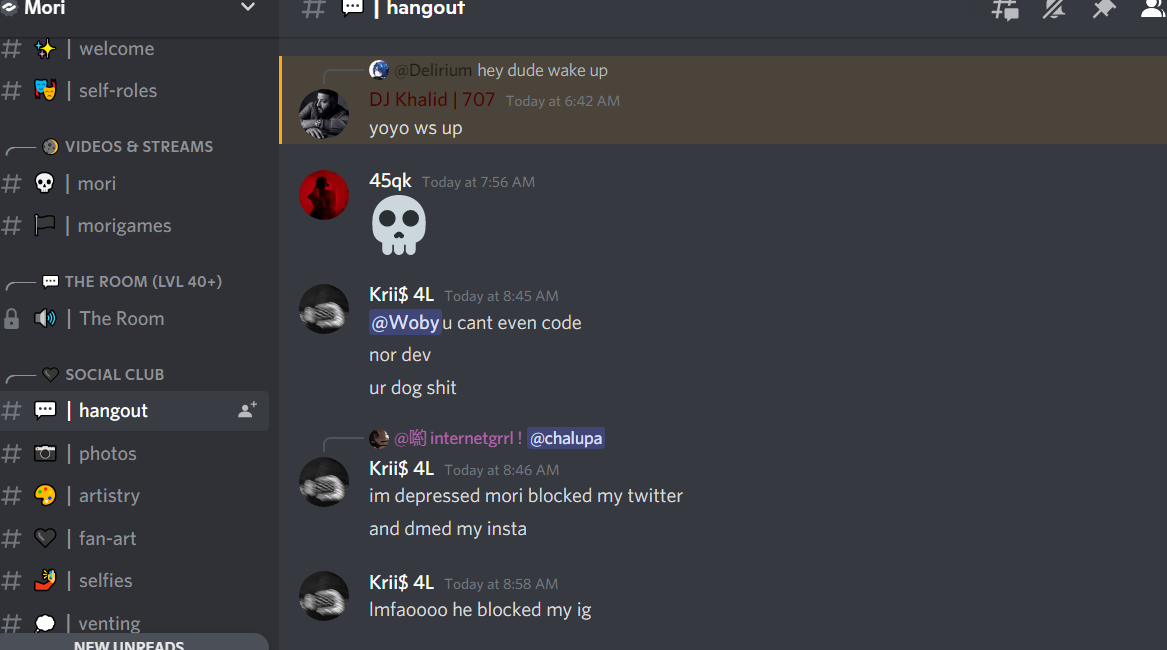 Mori
| welcome
| self-roles
VIDEOS & STREAMS
| mori
| morigames
THE ROOM (LVL 40+)
| The Room
SOCIAL CLUB
| hangout
| photos
| artistry
| fan-art
| selfies
| venting
NEW UNREADS
| hangout
@Delirium hey dude wake up
DJ Khalid | 707 Today at 6:42 AM
yoyo ws up
45qk Today at 7:56 AM
Krii$ 4L Today at 8:45 AM
@Woby u cant even code
nor dev
ur dog shit
internetgrrl ! @chalupa
Krii$ 4L Today at 8:46 AM
im depressed mori blocked my twitter
and dmed my insta
Krii$ 4L Today at 8:58 AM
lmfaoooo he blocked my ig